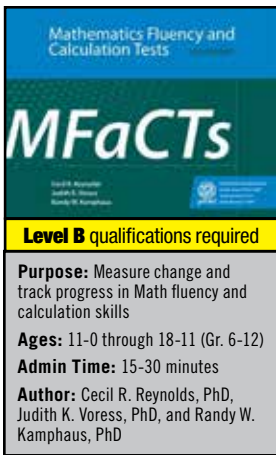 Mathematics Fluency and
Calculation Tests
MFaCTs
Cecil R. Reynolds
Judith K. Voress
Randy W. Kamphaus
Level B qualifications required
Purpose: Measure change and
track progress in Math fluency and
calculation skills
Ages: 11-0 through 18-11 (Gr. 6-12)
Admin Time: 15-30 minutes
Author: Cecil R. Reynolds, PhD,
Judith K. Voress, PhD, and Randy W.
Kamphaus, PhD